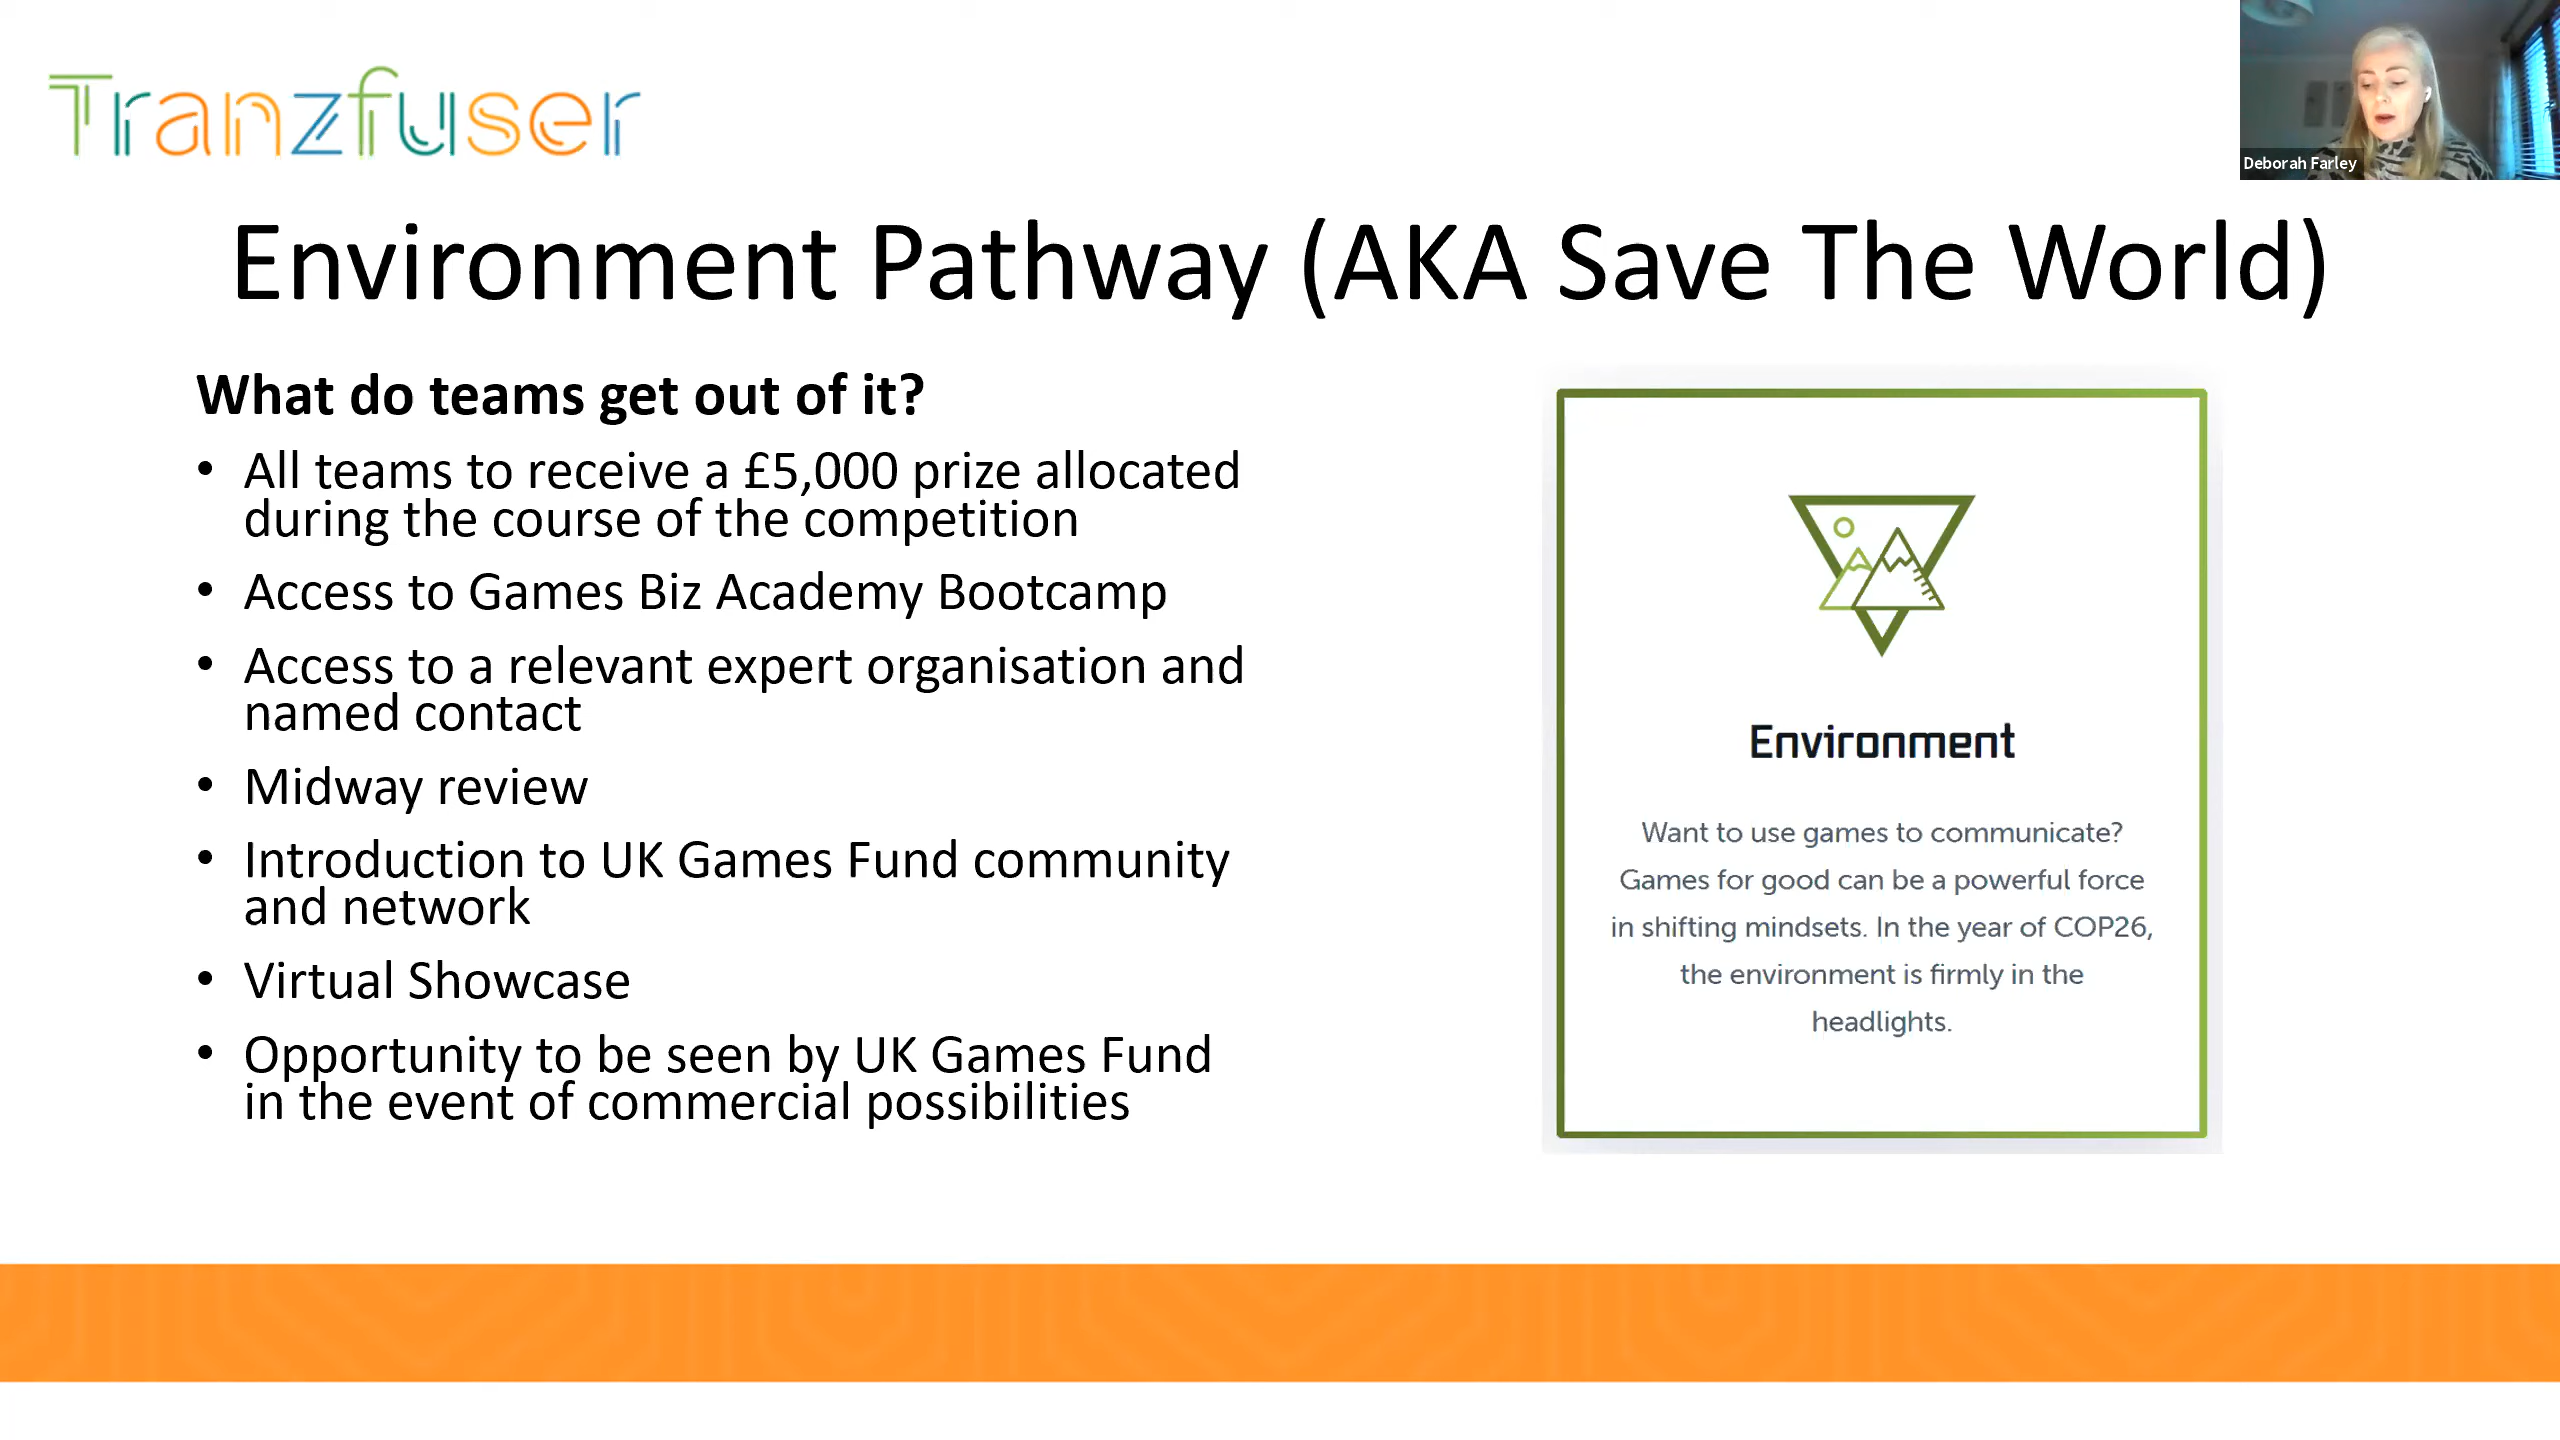 Tranzfuser
Deborah Farley
Environment Pathway (AKA Save The World)
What do teams get out of it?
• All teams to receive a £5,000 prize allocated
during the course of the competition
• Access to Games Biz Academy Bootcamp
• Access to a relevant expert organisation and
named contact
• Midway review
• Introduction to UK Games Fund community
and network
• Virtual Showcase
• Opportunity to be seen by UK Games Fund
in the event of commercial possibilities
Environment
Want to use games to communicate?
Games for good can be a powerful force
in shifting mindsets. In the year of COP26,
the environment is firmly in the
headlights.